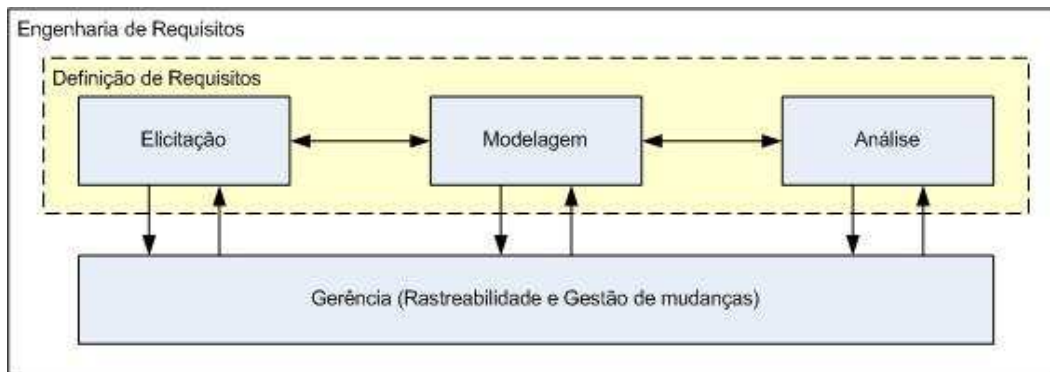 Engenharia de Requisitos
Definição de Requisitos
Elicitação
Modelagem
Análise
Gerência (Rastreabilidade e Gestão de mudanças)